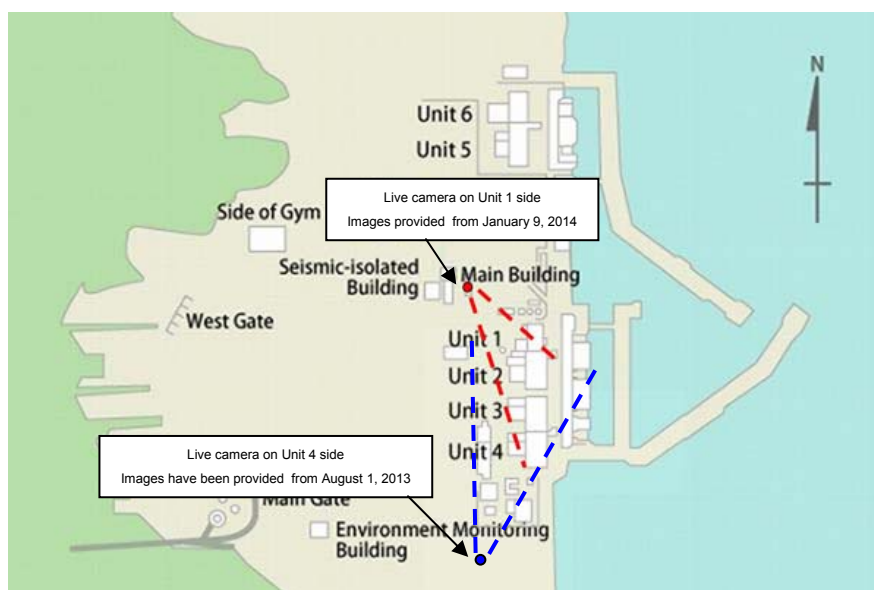 N
Unit 6
Unit 5
Live camera on Unit 1 side
Images provided from January 9, 2014
Side of Gym
Seismic-isolated
Building
Main Building
West Gate
Unit 1
Unit 2
Unit 3
Unit 4
Live camera on Unit 4 side
Images have been provided from August 1, 2013
Main Gate
Environment Monitoring
Building